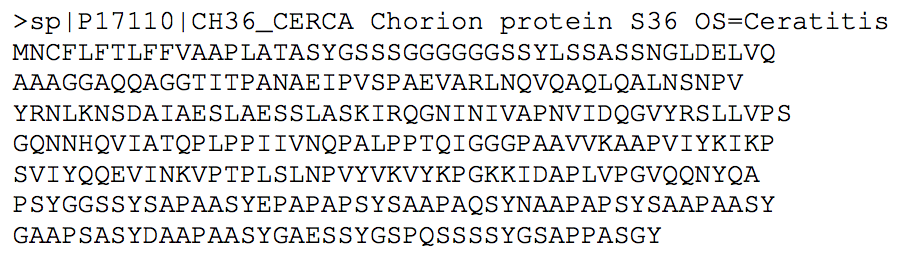 >sp|P17110|CH36_CERCA Chorion protein S36 OS=Ceratitis
MNCFLFTLFFVAAPLATASYGSSSGGGGGGSSYLSSASSNGLDELVQ
AAAGGAQQAGGTITPANAEIPVSPAEVARLNQVQAQLQALNSNPV
YRNLKNSDAIAESLAESSLASKIRQGNINIVAPNVIDQGVYRSLLVPS
GQNNHQVIATQPLPPIIVNQPALPPTQIGGGPAAVVKAAPVIYKIKP
SVIYQQEVINKVPTPLSLNPVYVKVYKPGKKIDAPLVPGVQQNYQA
PSYGGSSYSAPAASYEPAPAPSYSAAPAQSYNAAPAPSYSAAPAASY
GAAPSASYDAAPAASYGAESSYGSPQSSSSYGSAPPASGY